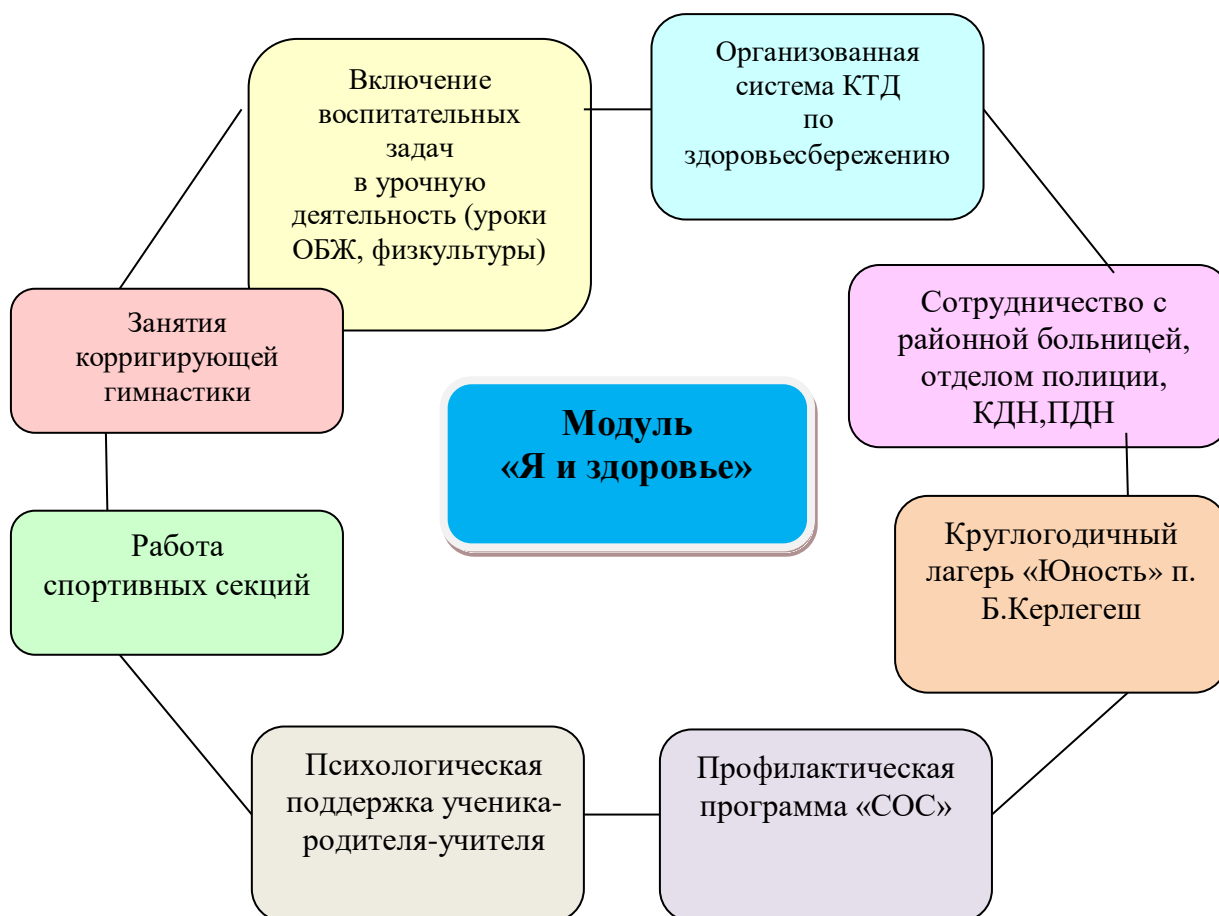 Включение
воспитательных
задач
в урочную
деятельность (уроки
ОБЖ, физкультуры)
Организованная
система КТД
по
здоровьесбережению
Занятия
корригирующей
гимнастики
Сотрудничество с
районной больницей,
отделом полиции,
КДН,ПДН
Модуль
«Я и здоровье»
Работа
спортивных секций
Круглогодичный
лагерь «Юность» п.
Б.Керлегеш
Психологическая
поддержка ученика-
родителя-учителя
Профилактическая
программа «СОС»